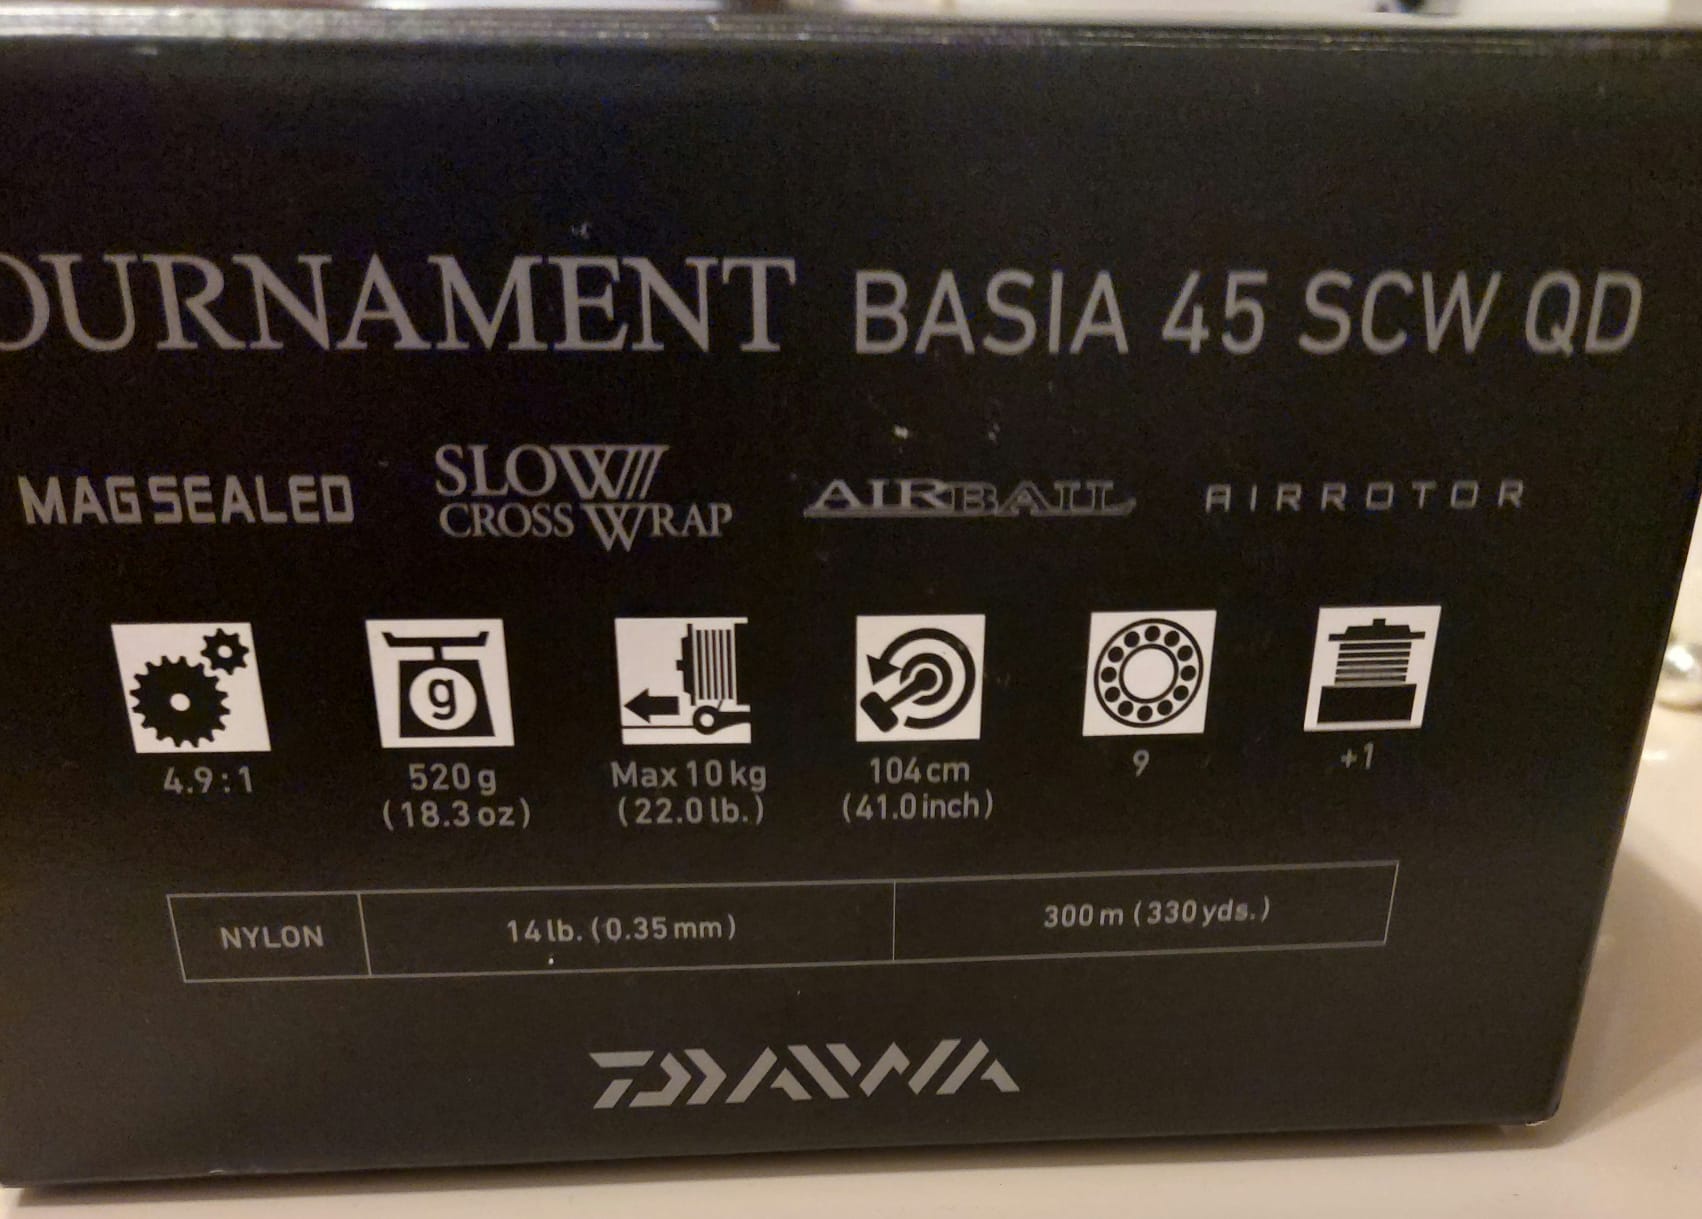 OURNAMENT BASIA 45 SCW QD
MAGSEALED
SLOW
CROSS WRAP
AIRBAIL
AIRROTOR
g
4.9:1
520g
(18.3oz)
Max 10kg
(22.0lb.)
104cm
(41.0inch)
9
+1
NYLON
14lb. (0.35mm)
300m (330yds.)
DAIWA